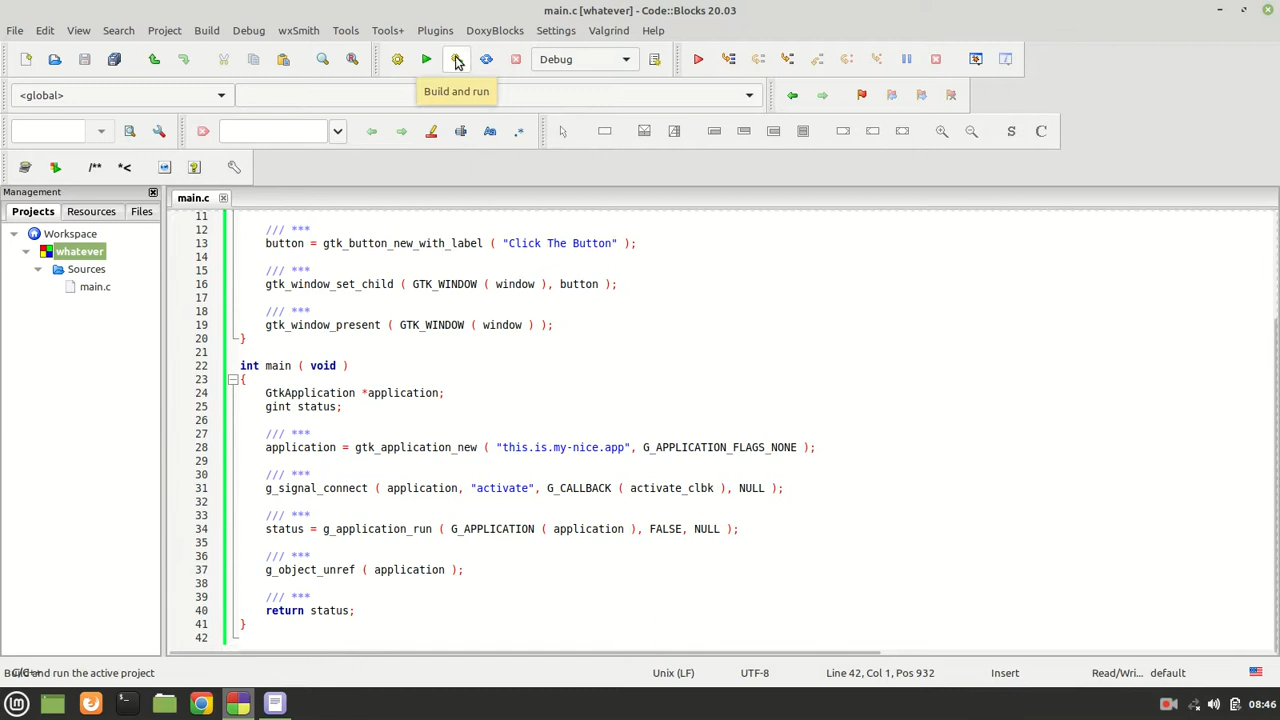 main.c [whatever] - Code::Blocks 20.03
File Edit View Search Project Build Debug wxSmith Tools Tools+ Plugins DoxyBlocks Settings Valgrind Help
Debug
<global>
Build and run
/** *<
S C
Management
Projects Resources Files
Workspace
whatever
Sources
main.c
main.c
11
12 /// ***
13 button = gtk_button_new_with_label ( "Click The Button" );
14
15 /// ***
16 gtk_window_set_child ( GTK_WINDOW ( window ), button );
17
18 /// ***
19 gtk_window_present ( GTK_WINDOW ( window ) );
20 }
21
22 int main ( void )
23 {
24 GtkApplication *application;
25 gint status;
26
27 /// ***
28 application = gtk_application_new ( "this.is.my-nice.app", G_APPLICATION_FLAGS_NONE );
29
30 /// ***
31 g_signal_connect ( application, "activate", G_CALLBACK ( activate_clbk ), NULL );
32
33 /// ***
34 status = g_application_run ( G_APPLICATION ( application ), FALSE, NULL );
35
36 /// ***
37 g_object_unref ( application );
38
39 /// ***
40 return status;
41 }
42
the active project Unix (LF) UTF-8 Line 42, Col 1, Pos 932 Insert Read/Wri... default
08:46